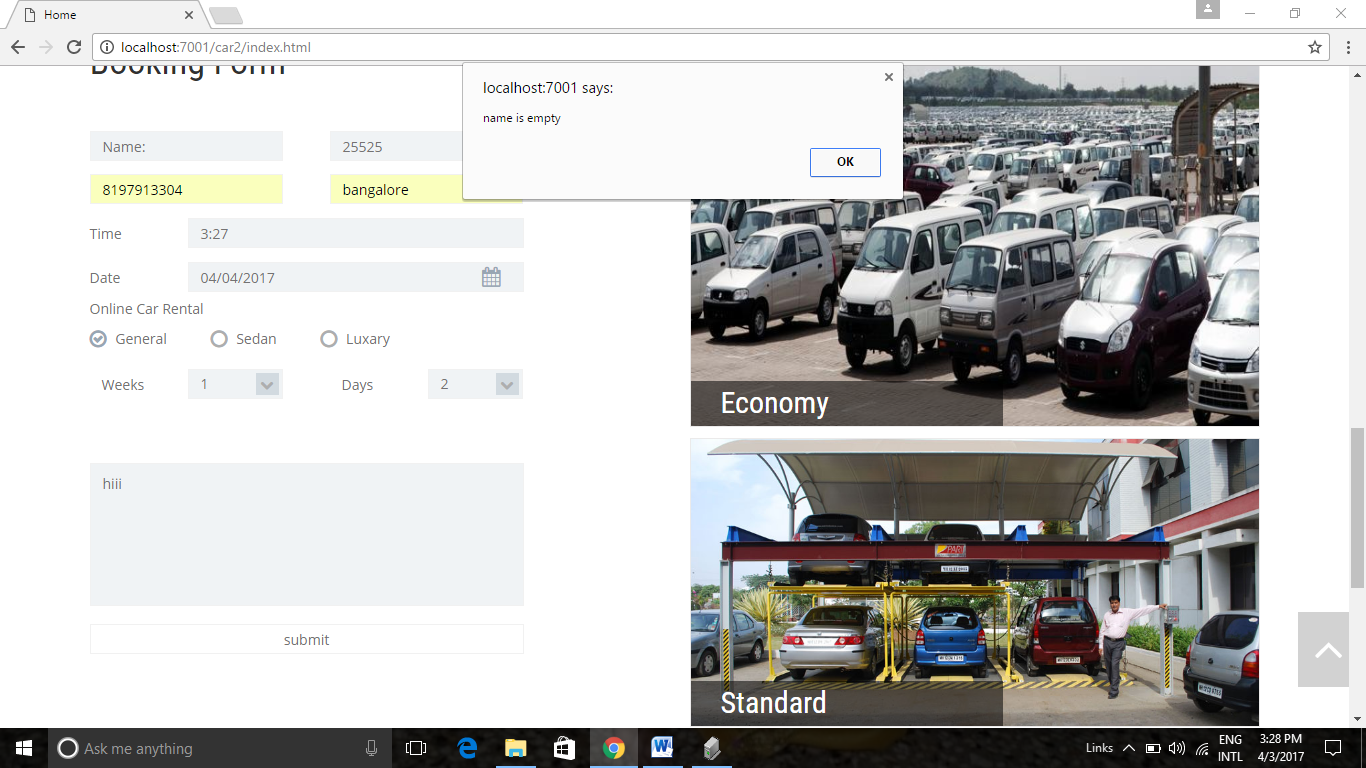 Home
localhost:7001/car2/index.html
Booking Form
localhost:7001 says:
name is empty
OK
Name:
25525
8197913304
bangalore
Time
3:27
Date
04/04/2017
Online Car Rental
General
Sedan
Luxary
Weeks
1
Days
2
hiii
submit
Economy
PARI
Standard
Ask me anything
Links
ENG
INTL
3:28 PM
4/3/2017